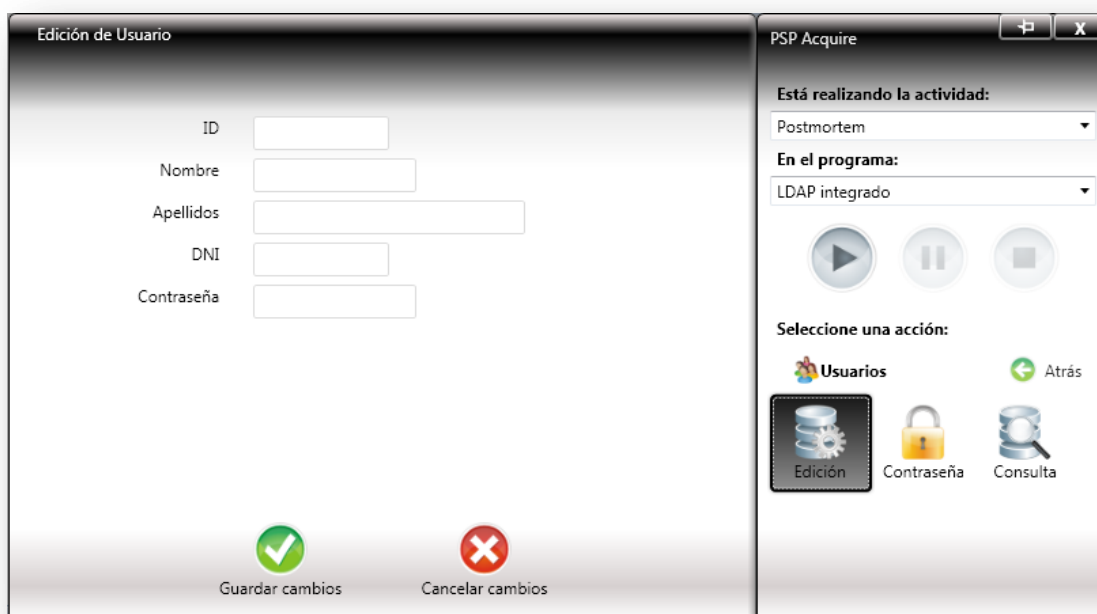 Edición de Usuario
ID
Nombre
Apellidos
DNI
Contraseña
Guardar cambios
Cancelar cambios
PSP Acquire
X
Está realizando la actividad:
Postmortem
En el programa:
LDAP integrado
Seleccione una acción:
Usuarios
Atrás
Edición
Contraseña
Consulta